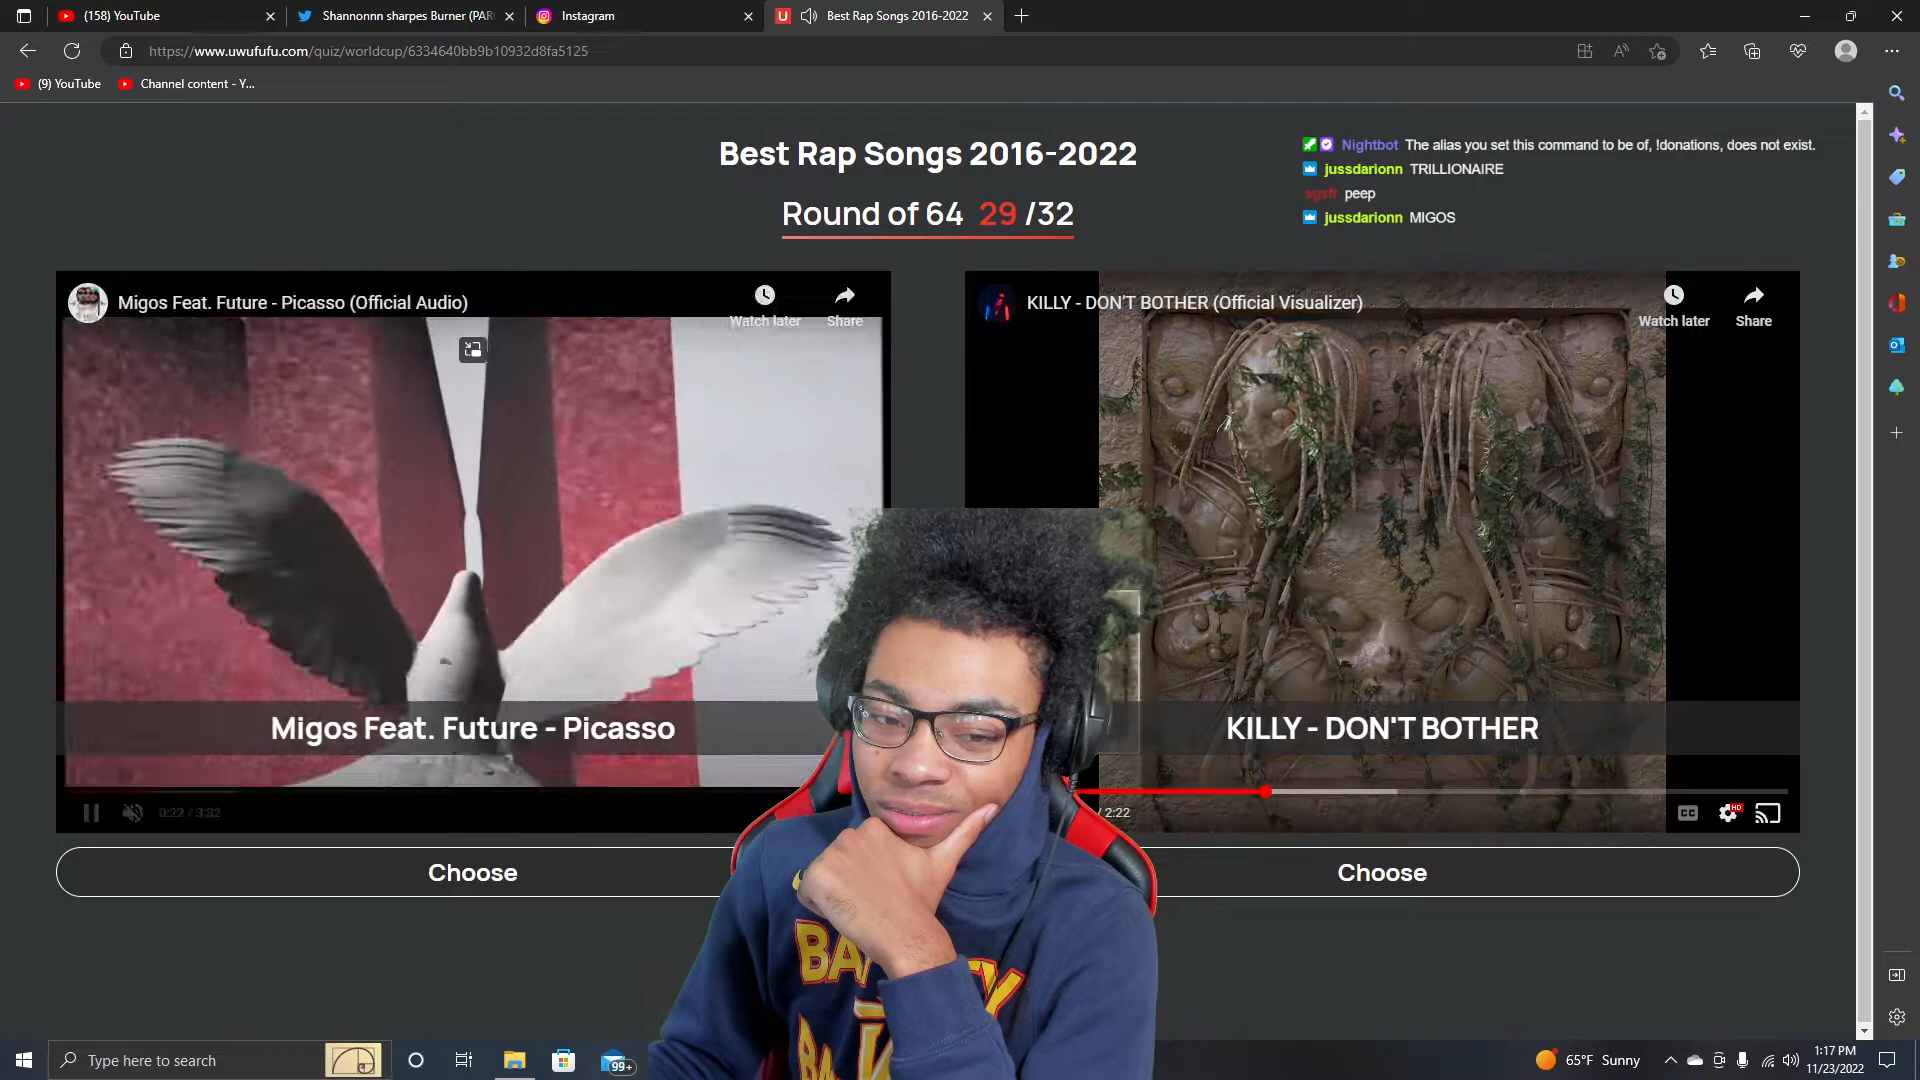 (158) YouTube
Shannonnn sharpes Burner (PAR
Instagram
Best Rap Songs 2016-2022
https://www.uwufufu.com/quiz/worldcup/6334640bb9b10932d8fa5125
(9) YouTube
Channel content - Y...
Best Rap Songs 2016-2022
Round of 64 29 /32
Nightbot The alias you set this command to be of, !donations, does not exist.
jussdarionn TRILLIONAIRE
sgsfr peep
jussdarionn MIGOS
Migos Feat. Future - Picasso (Official Audio)
Watch later
Share
KILLY - DON'T BOTHER (Official Visualizer)
Watch later
Share
Migos Feat. Future - Picasso
KILLY - DON'T BOTHER
0:22 / 3:32
/ 2:22
CC
HD
Choose
Choose
Type here to search
99+
65°F Sunny
1:17 PM
11/23/2022